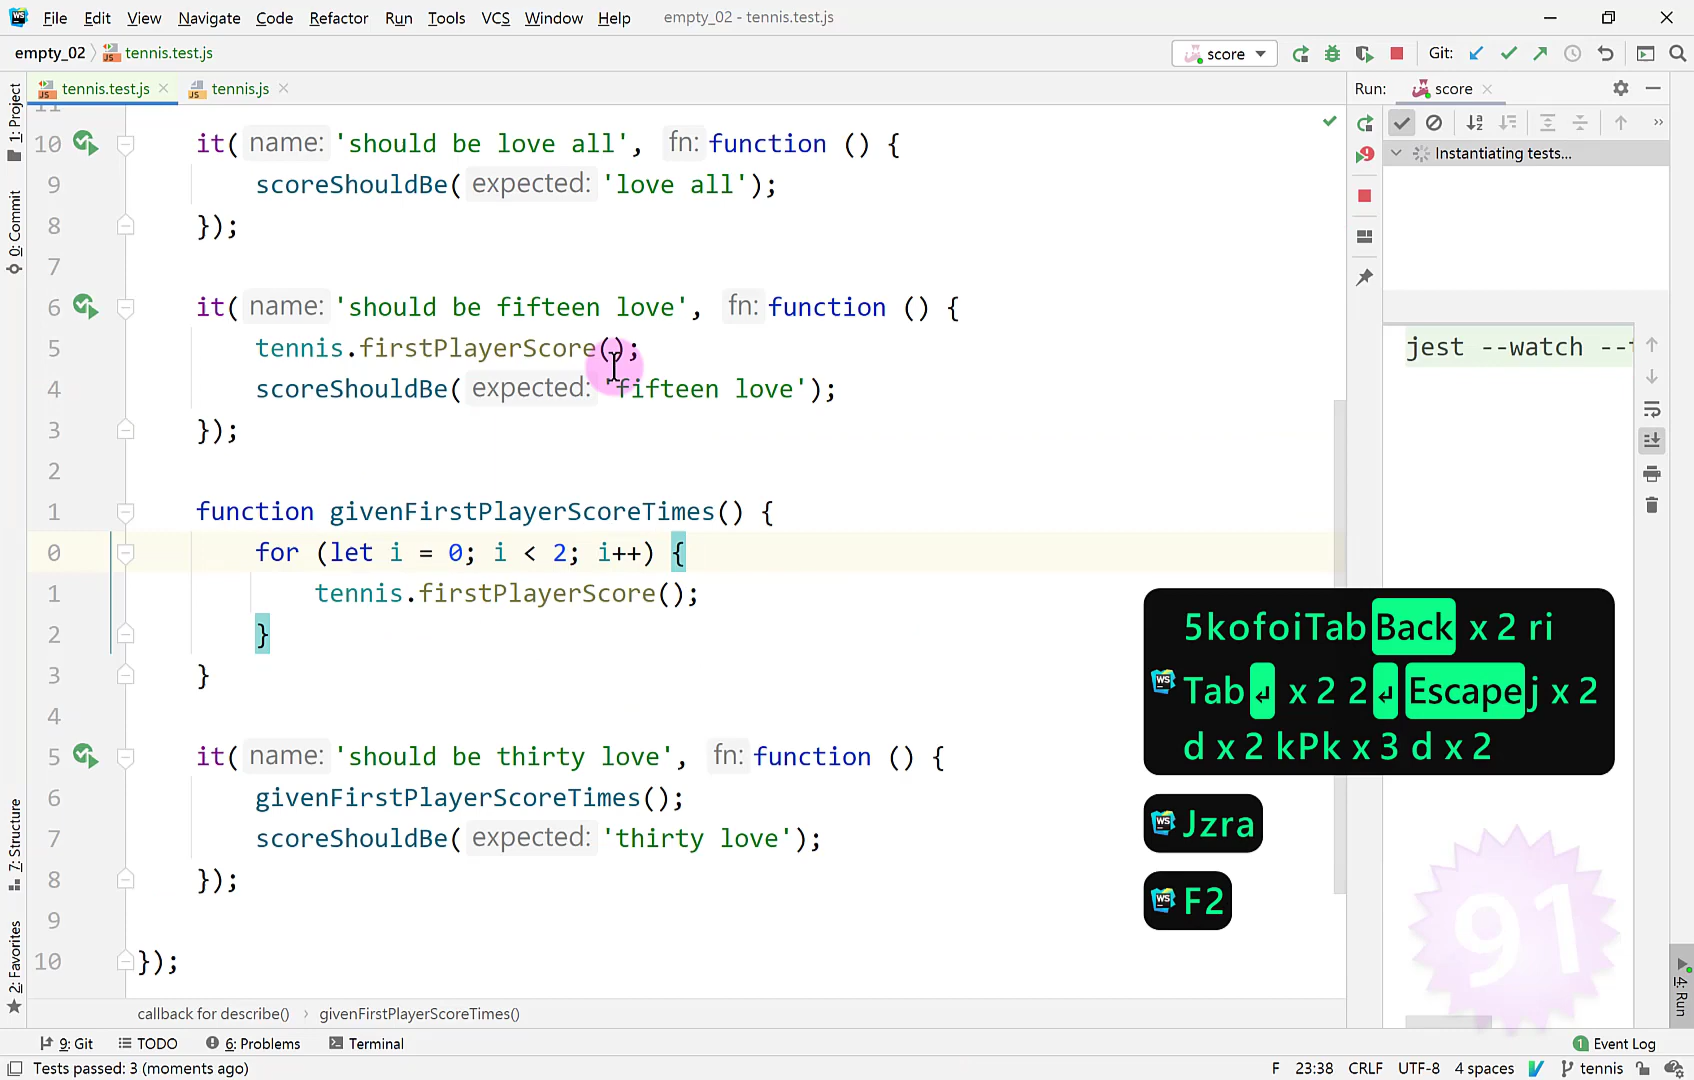 File Edit View Navigate Code Refactor Run Tools VCS Window Help empty_02 - tennis.test.js
empty_02 tennis.test.js score Git:
tennis.test.js tennis.js Run: score
1: Project
0: Commit
7: Structure
2: Favorites
10 it( name: 'should be love all', fn: function () {
9 scoreShouldBe( expected: 'love all');
8 });
7
6 it( name: 'should be fifteen love', fn: function () {
5 tennis.firstPlayerScore();
4 scoreShouldBe( expected: 'fifteen love');
3 });
2
1 function givenFirstPlayerScoreTimes() {
0 for (let i = 0; i < 2; i++) {
1 tennis.firstPlayerScore();
2 }
3 }
4
5 it( name: 'should be thirty love', fn: function () {
6 givenFirstPlayerScoreTimes();
7 scoreShouldBe( expected: 'thirty love');
8 });
9
10 });
Instantiating tests...
jest --watch --
5kofoiTab Back x 2 ri
WS Tab ↲ x 2 2 ↲ Escape j x 2
d x 2 kPk x 3 d x 2
WS Jzra
WS F2
91
4: Run
callback for describe() › givenFirstPlayerScoreTimes()
9: Git TODO 6: Problems Terminal 1 Event Log
Tests passed: 3 (moments ago) F 23:38 CRLF UTF-8 4 spaces tennis